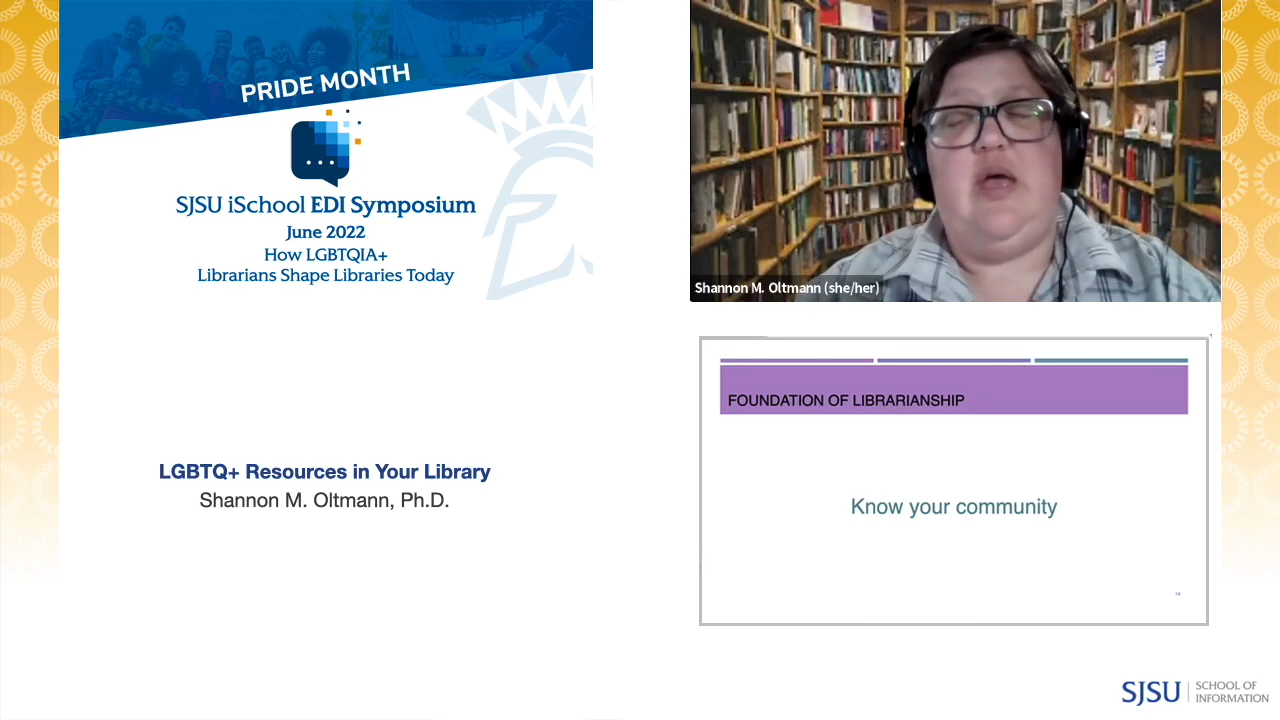 PRIDE MONTH
SJSU iSchool EDI Symposium
June 2022
How LGBTQIA+
Librarians Shape Libraries Today
LGBTQ+ Resources in Your Library
Shannon M. Oltmann, Ph.D.
Shannon M. Oltmann (she/her)
FOUNDATION OF LIBRARIANSHIP
Know your community
SJSU
SCHOOL OF
INFORMATION